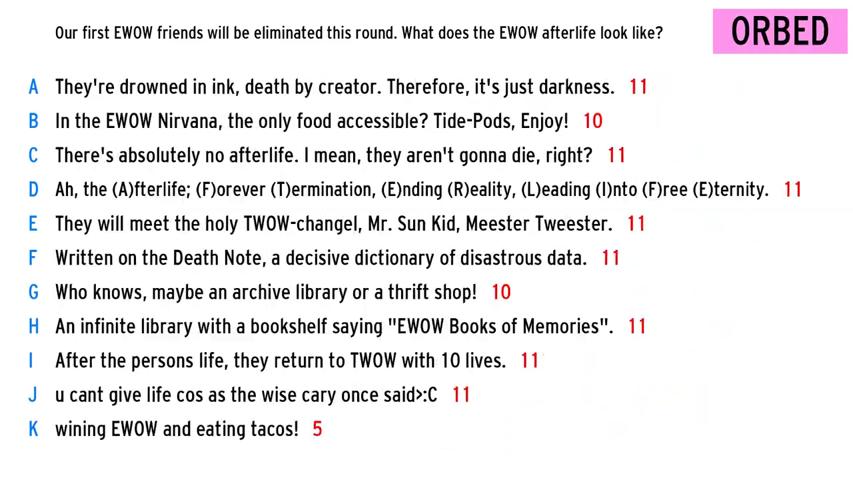 Our first EWOW friends will be eliminated this round. What does the EWOW afterlife look like?
ORBED
A They're drowned in ink, death by creator. Therefore, it's just darkness. 11
B In the EWOW Nirvana, the only food accessible? Tide-Pods, Enjoy! 10
C There's absolutely no afterlife. I mean, they aren't gonna die, right? 11
D Ah, the (A)fterlife; (F)orever (T)ermination, (E)nding (R)eality, (L)eading (I)nto (F)ree (E)ternity. 11
E They will meet the holy TWOW-changel, Mr. Sun Kid, Meester Tweester. 11
F Written on the Death Note, a decisive dictionary of disastrous data. 11
G Who knows, maybe an archive library or a thrift shop! 10
H An infinite library with a bookshelf saying "EWOW Books of Memories". 11
I After the persons life, they return to TWOW with 10 lives. 11
J u cant give life cos as the wise cary once said>:C 11
K wining EWOW and eating tacos! 5